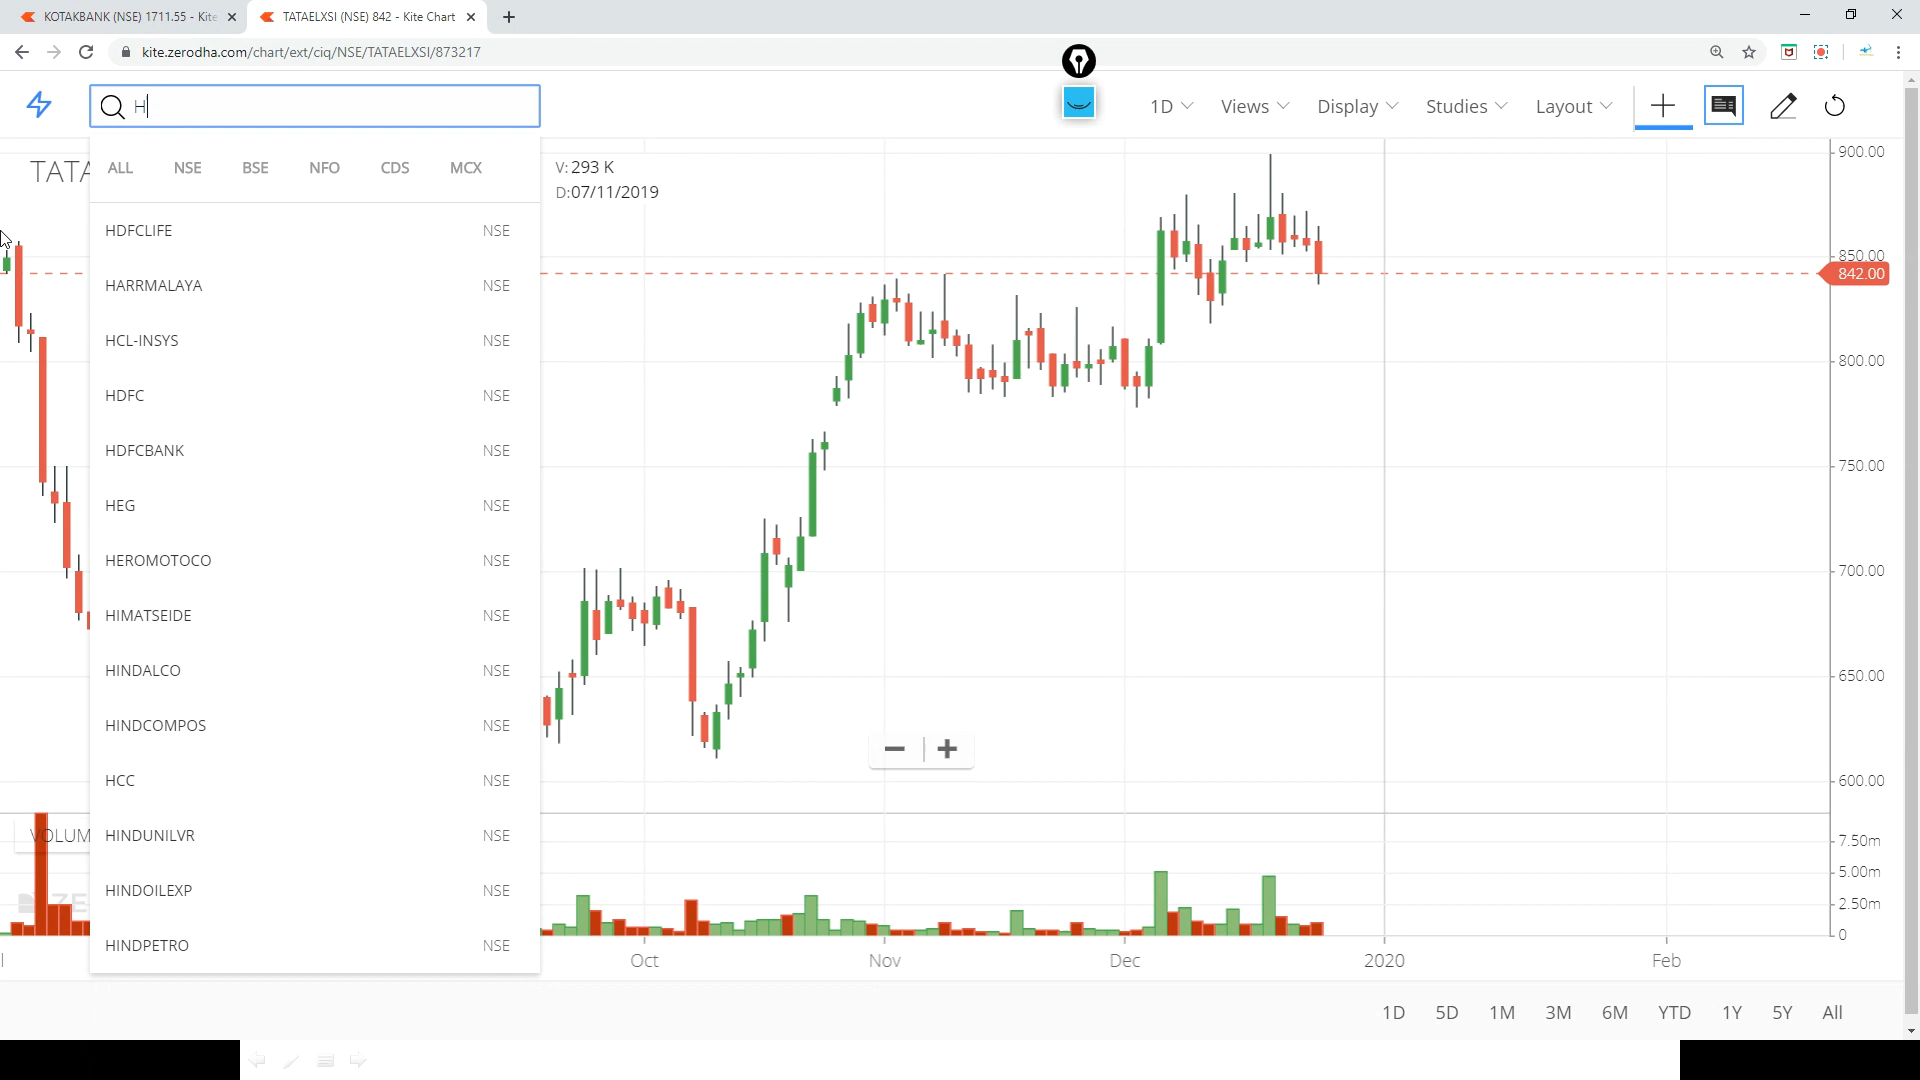 KOTAKBANK (NSE) 1711.55 - Kite
TATAELXSI (NSE) 842 - Kite Chart
kite.zerodha.com/chart/ext/ciq/NSE/TATAELXSI/873217
H
1D
Views
Display
Studies
Layout
TATA
ALL NSE BSE NFO CDS MCX
V: 293 K
D:07/11/2019
HDFCLIFE NSE
HARRMALAYA NSE
HCL-INSYS NSE
HDFC NSE
HDFCBANK NSE
HEG NSE
HEROMOTOCO NSE
HIMATSEIDE NSE
HINDALCO NSE
HINDCOMPOS NSE
HCC NSE
HINDUNILVR NSE
HINDOILEXP NSE
HINDPETRO NSE
900.00
850.00
842.00
800.00
750.00
700.00
650.00
600.00
VOLUM
7.50m
5.00m
2.50m
0
ZE
Oct Nov Dec 2020 Feb
1D 5D 1M 3M 6M YTD 1Y 5Y All